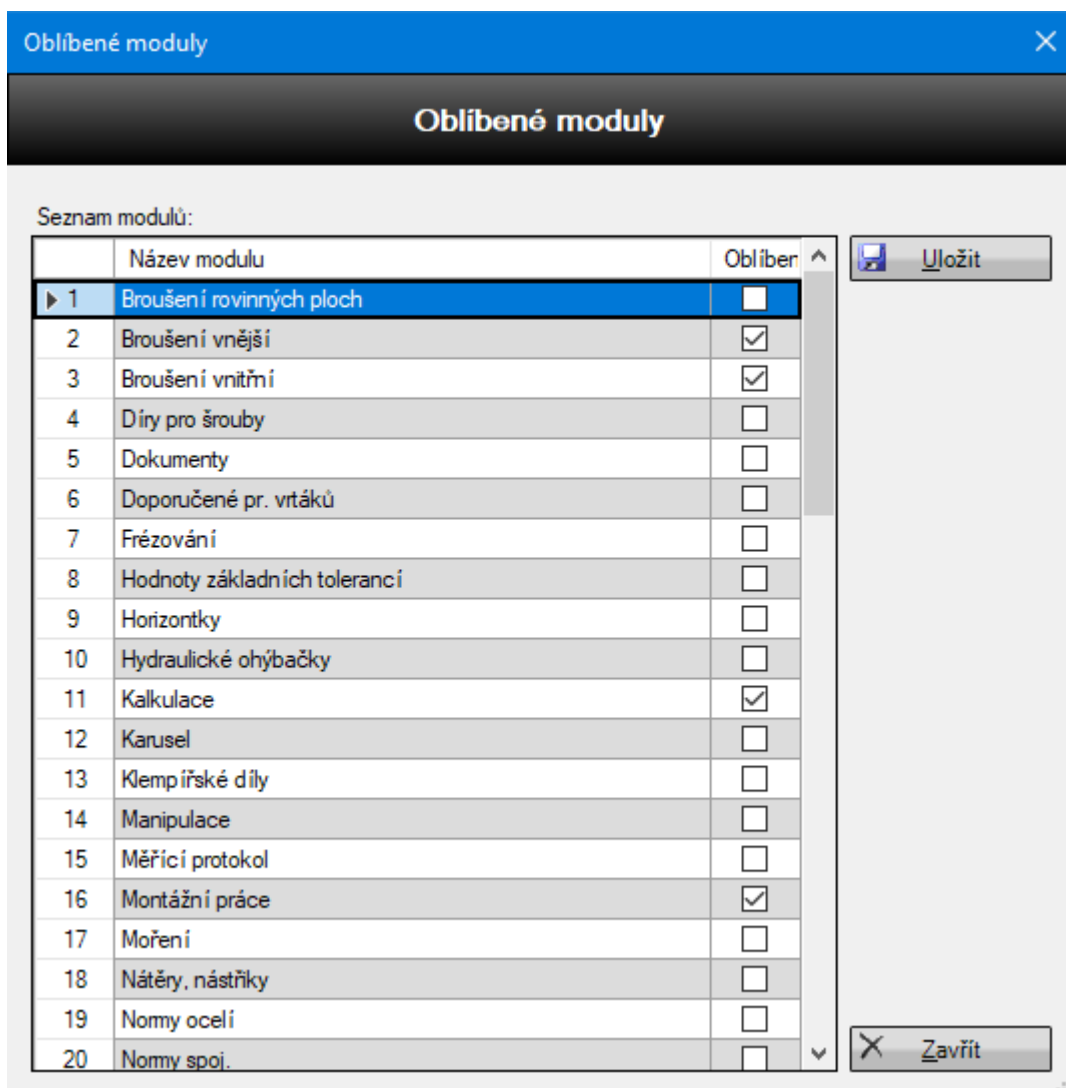 Oblíbené moduly
Oblíbené moduly
Seznam modulů:
Název modulu Oblíben
Uložit
1 Broušení rovinných ploch
2 Broušení vnější
3 Broušení vnitřní
4 Díry pro šrouby
5 Dokumenty
6 Doporučené pr. vrtáků
7 Frézování
8 Hodnoty základních tolerancí
9 Horizontky
10 Hydraulické ohýbačky
11 Kalkulace
12 Karusel
13 Klempířské díly
14 Manipulace
15 Měřící protokol
16 Montážní práce
17 Moření
18 Nátěry, nástřiky
19 Normy ocelí
20 Normy spoj.
Zavřít